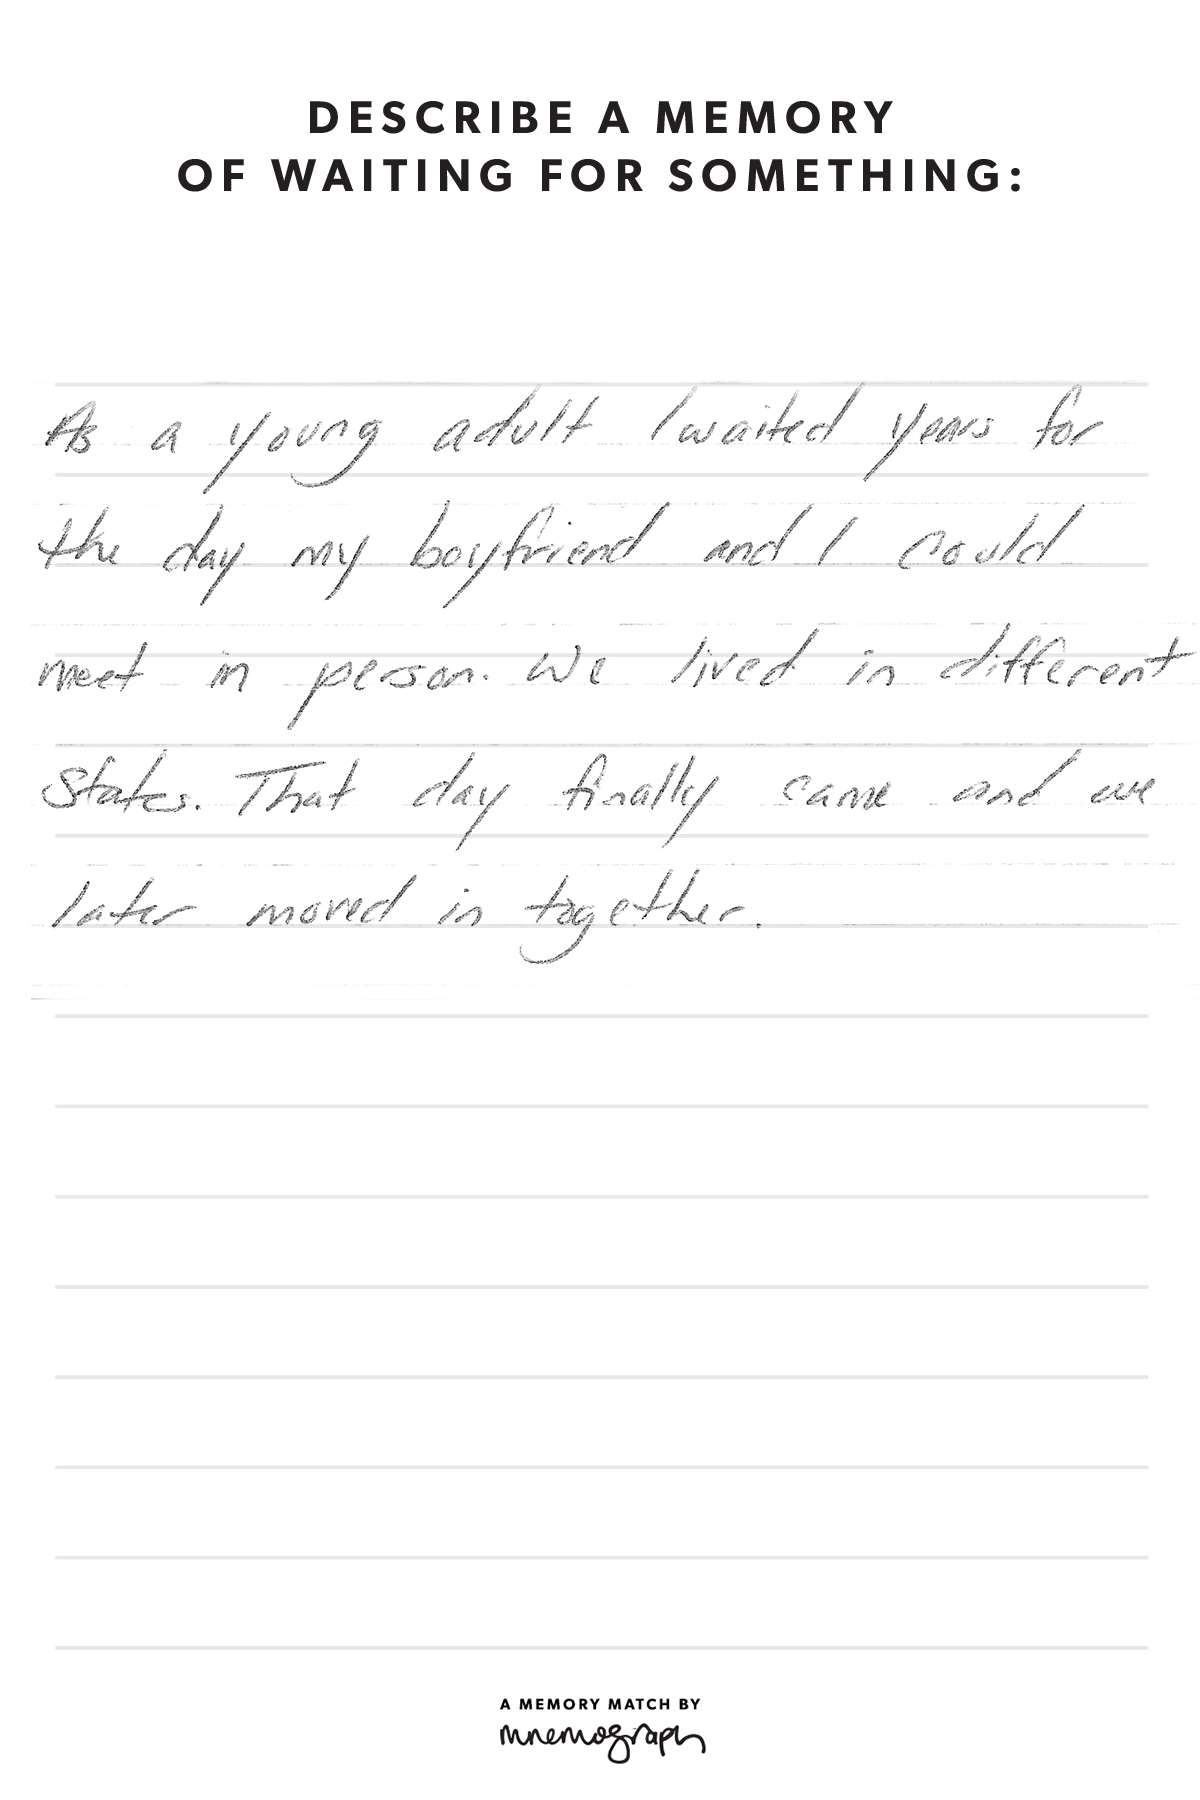 DESCRIBE A MEMORY
OF WAITING FOR SOMETHING:
As a young adult I waited years for
the day my boyfriend and I could
meet in person. We lived in different
States. That day finally came and we
later moved in together.
A MEMORY MATCH BY
mnemograph